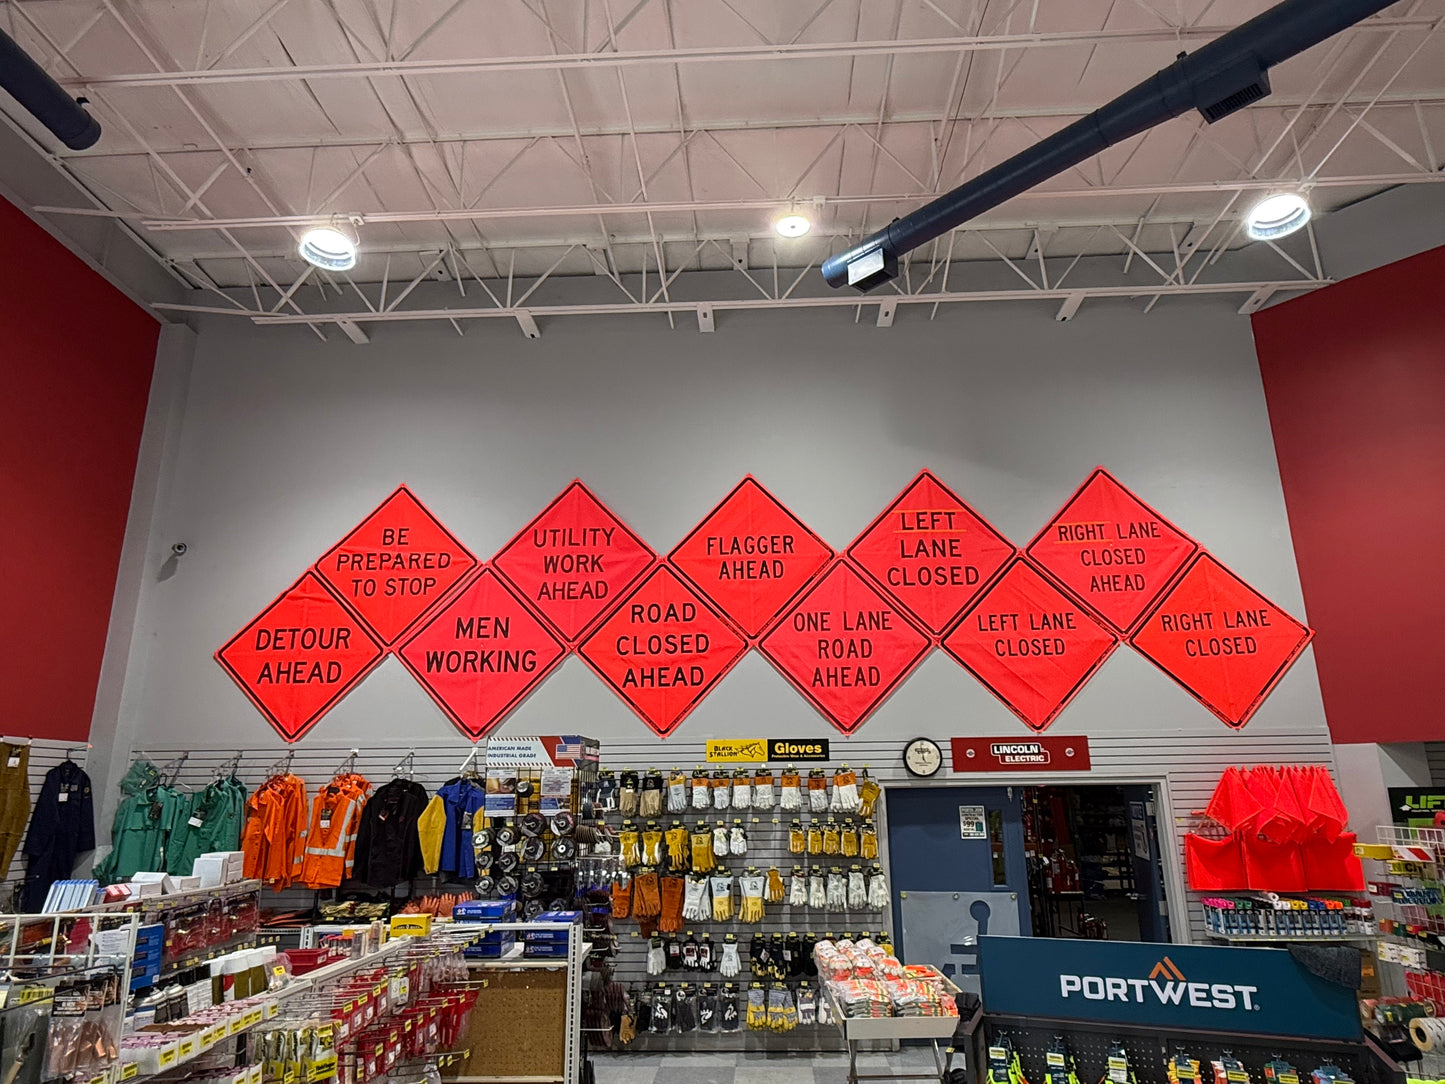 BE
PREPARED
TO STOP
UTILITY
WORK
AHEAD
FLAGGER
AHEAD
LEFT
LANE
CLOSED
RIGHT LANE
CLOSED
AHEAD
DETOUR
AHEAD
MEN
WORKING
ROAD
CLOSED
AHEAD
ONE LANE
ROAD
AHEAD
LEFT LANE
CLOSED
RIGHT LANE
CLOSED
AMERICAN MADE
INDUSTRIAL GRADE
BLACK
STALLION
Gloves
LINCOLN
ELECTRIC
PORTWEST